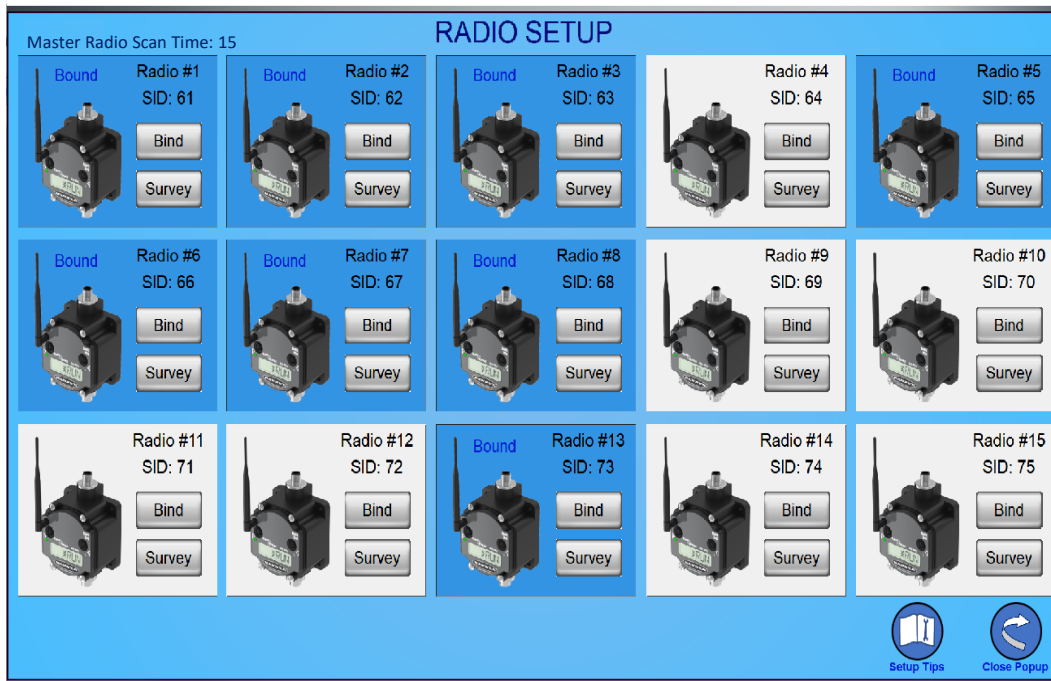 RADIO SETUP
Master Radio Scan Time: 15
Bound
Radio #1
SID: 61
Bind
Survey
Bound
Radio #2
SID: 62
Bind
Survey
Bound
Radio #3
SID: 63
Bind
Survey
Radio #4
SID: 64
Bind
Survey
Bound
Radio #5
SID: 65
Bind
Survey
Bound
Radio #6
SID: 66
Bind
Survey
Bound
Radio #7
SID: 67
Bind
Survey
Bound
Radio #8
SID: 68
Bind
Survey
Radio #9
SID: 69
Bind
Survey
Radio #10
SID: 70
Bind
Survey
Radio #11
SID: 71
Bind
Survey
Radio #12
SID: 72
Bind
Survey
Bound
Radio #13
SID: 73
Bind
Survey
Radio #14
SID: 74
Bind
Survey
Radio #15
SID: 75
Bind
Survey
Setup Tips
Close Popup